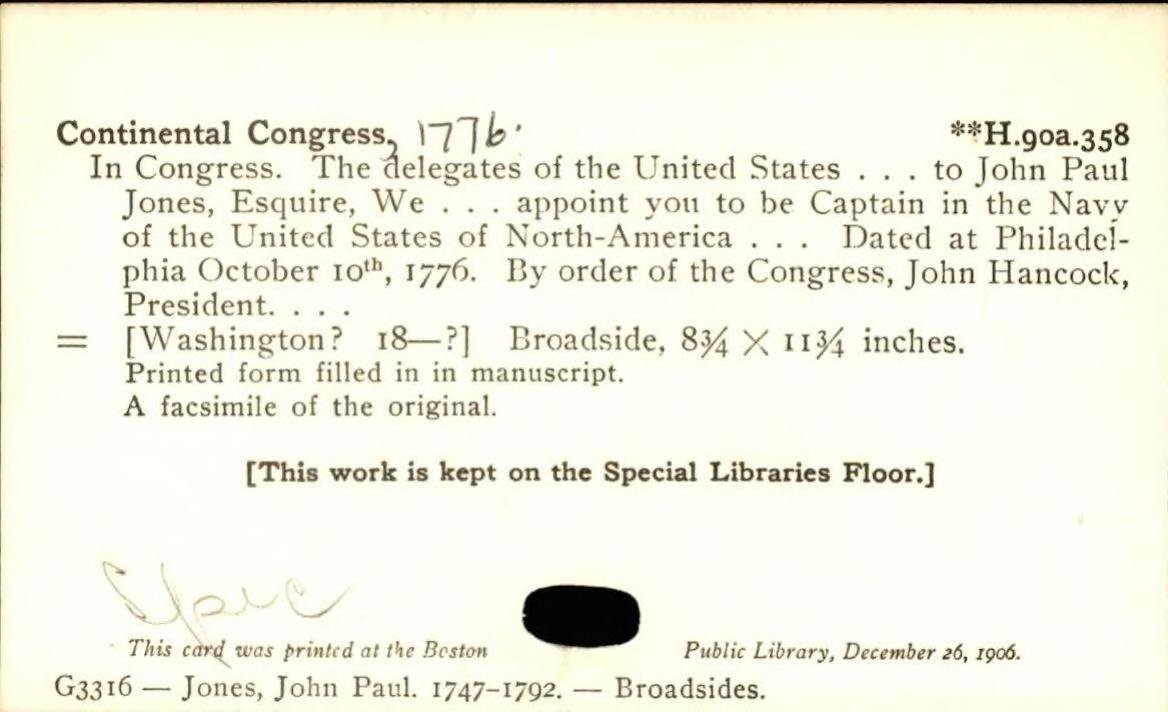 Continental Congress, 1776. **H.90a.358
In Congress. The delegates of the United States . . . to John Paul
Jones, Esquire, We . . . appoint you to be Captain in the Navy
of the United States of North-America . . . Dated at Philadel-
phia October 10th, 1776. By order of the Congress, John Hancock,
President. . . .
= [Washington? 18—?] Broadside, 8¾ × 11¾ inches.
Printed form filled in in manuscript.
A facsimile of the original.
[This work is kept on the Special Libraries Floor.]
Spec
This card was printed at the Boston Public Library, December 26, 1906.
G3316 — Jones, John Paul. 1747-1792. — Broadsides.